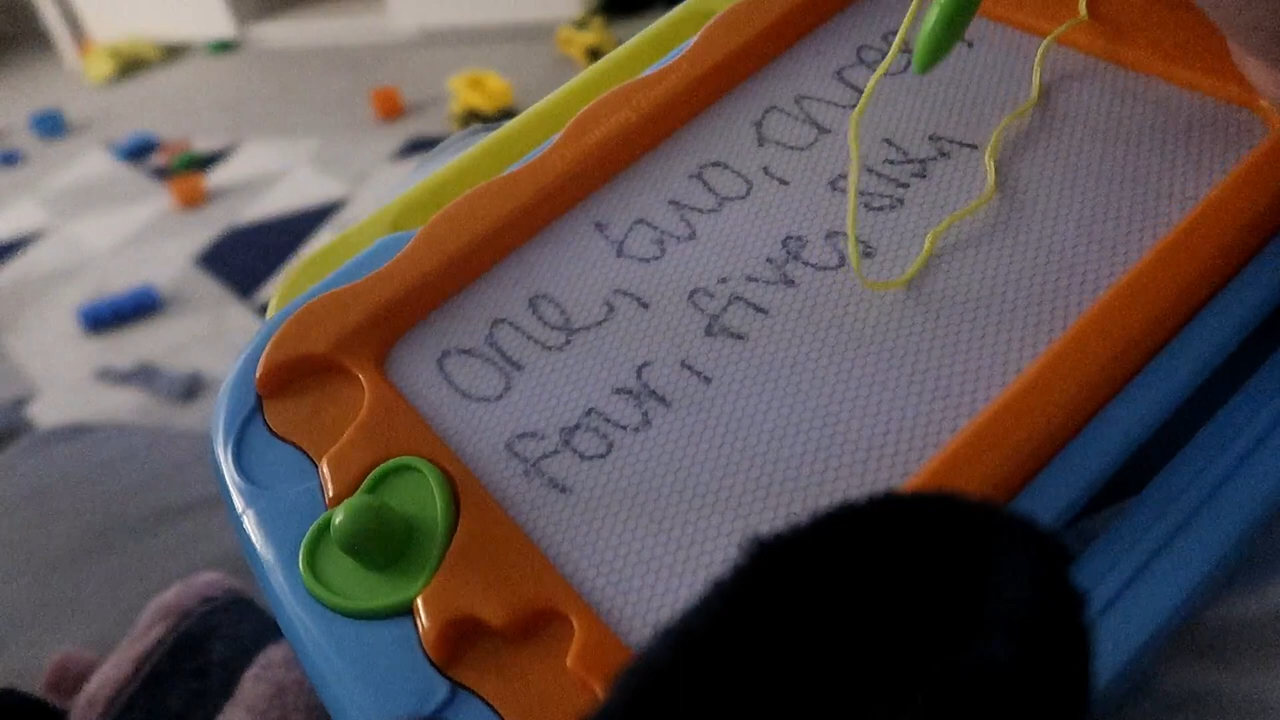 One, two, three,
four, five, six,